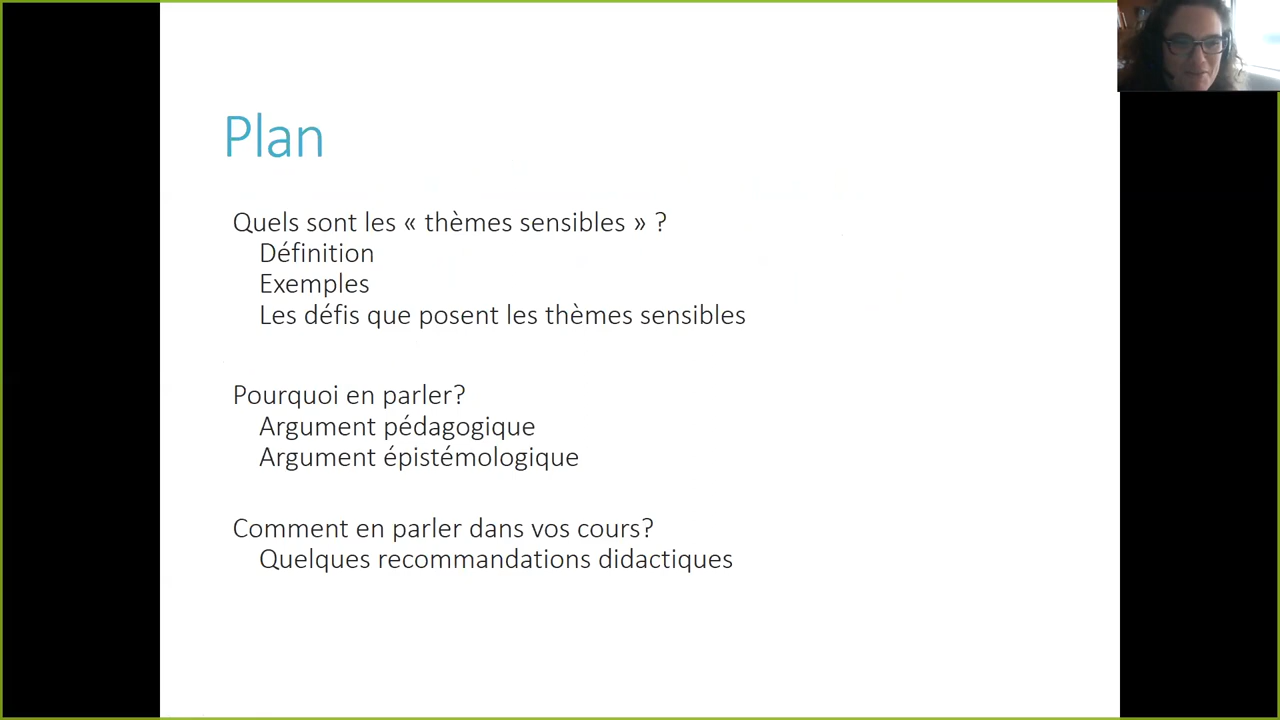 Plan
Quels sont les « thèmes sensibles » ?
Définition
Exemples
Les défis que posent les thèmes sensibles
Pourquoi en parler?
Argument pédagogique
Argument épistémologique
Comment en parler dans vos cours?
Quelques recommandations didactiques